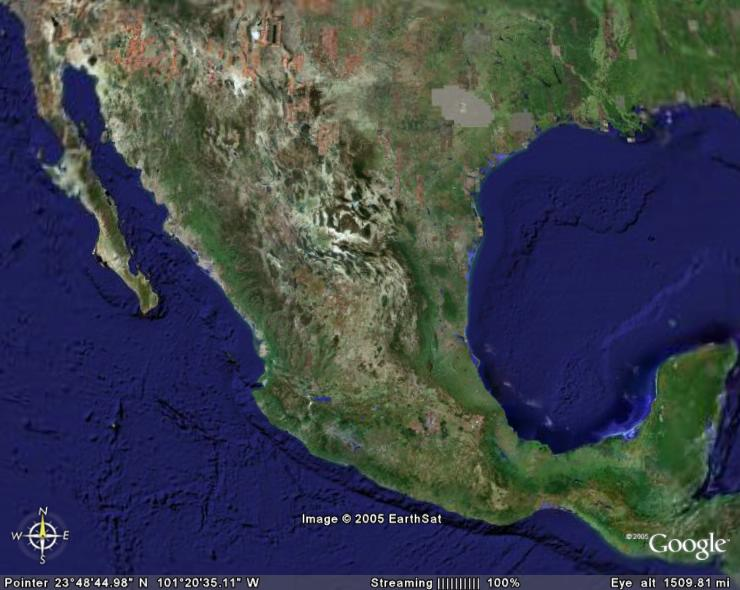 N
W E
S
Image © 2005 EarthSat
©2005 Google™
Pointer 23°48'44.98" N 101°20'35.11" W Streaming |||||||||| 100% Eye alt 1509.81 mi